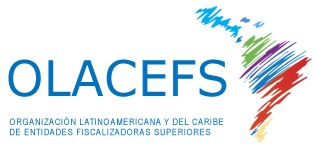 OLACEFS
ORGANIZACIÓN LATINOAMERICANA Y DEL CARIBE
DE ENTIDADES FISCALIZADORAS SUPERIORES